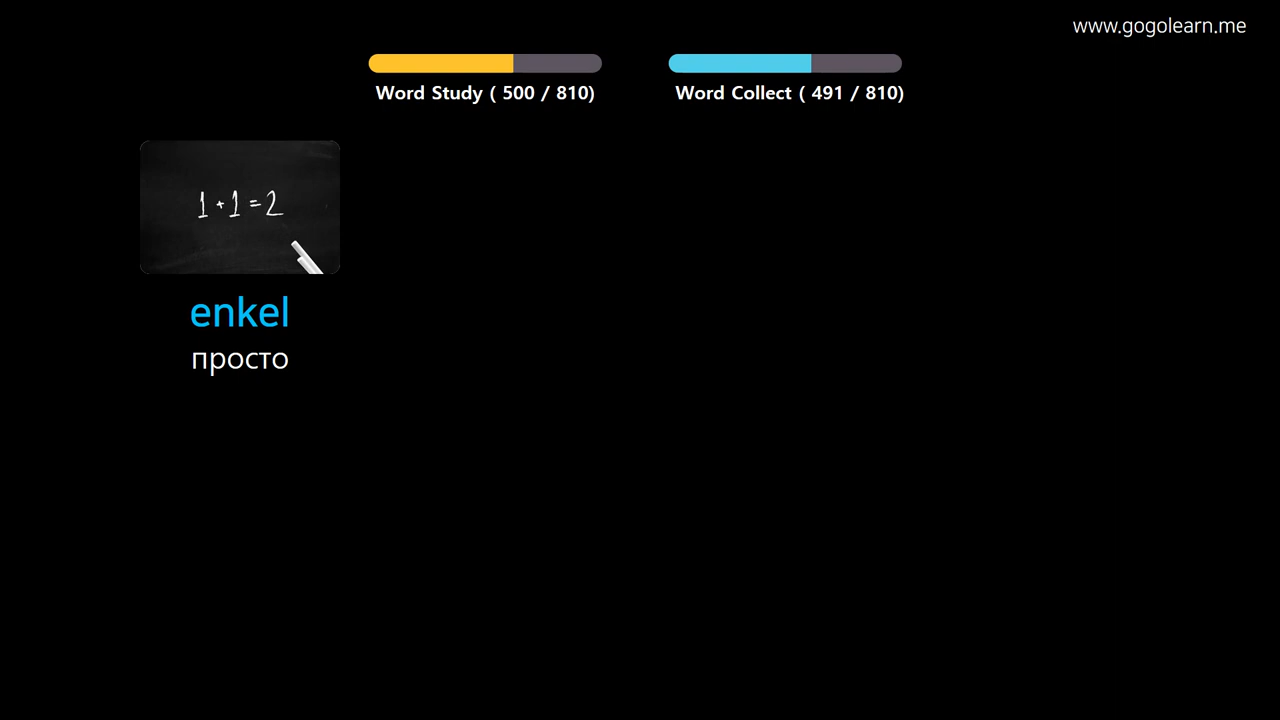 www.gogolearn.me
Word Study ( 500 / 810)
Word Collect ( 491 / 810)
1+1=2
enkel
просто